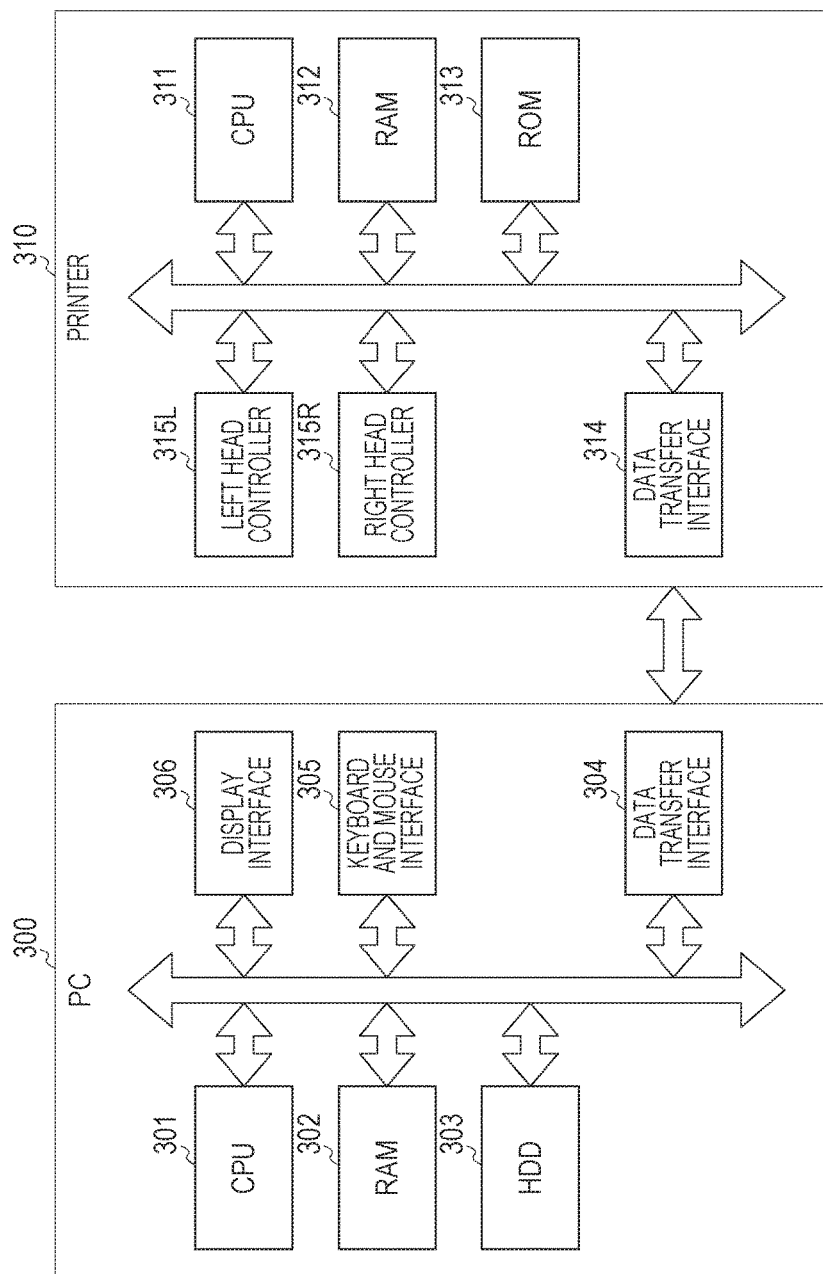 300
PC
301
CPU
302
RAM
303
HDD
306
DISPLAY
INTERFACE
305
KEYBOARD
AND MOUSE
INTERFACE
304
DATA
TRANSFER
INTERFACE
310
PRINTER
315L
LEFT HEAD
CONTROLLER
315R
RIGHT HEAD
CONTROLLER
314
DATA
TRANSFER
INTERFACE
311
CPU
312
RAM
313
ROM